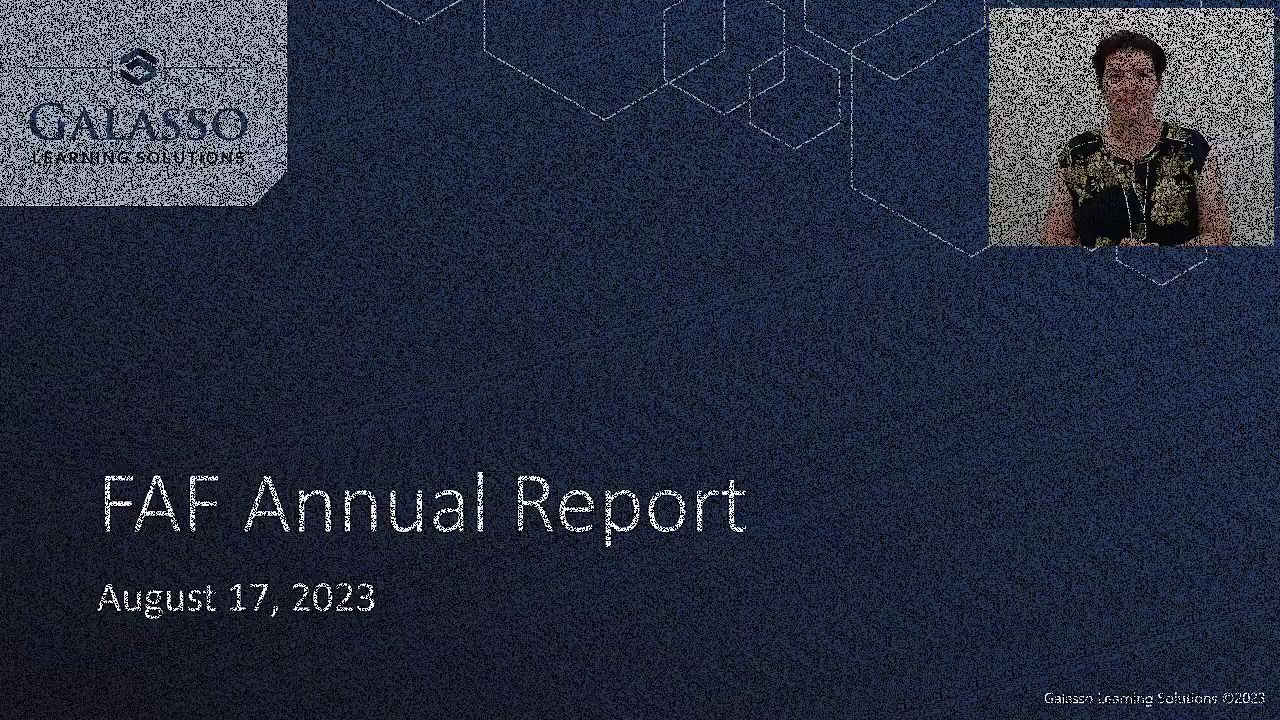 GALASSO
LEARNING SOLUTIONS
FAF Annual Report
August 17, 2023
Galasso Learning Solutions ©2023